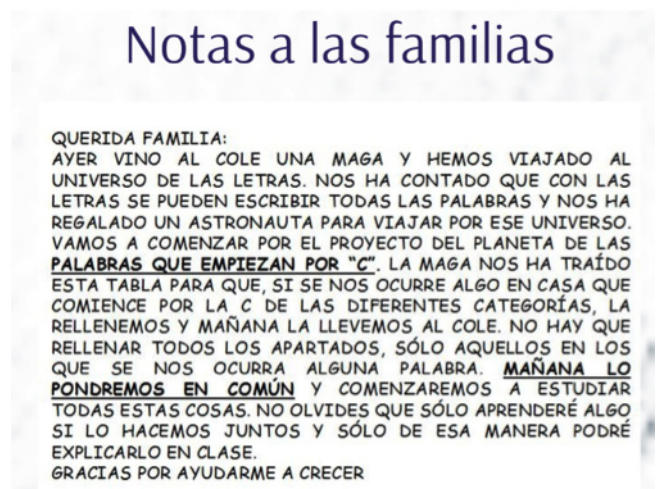 Notas a las familias
QUERIDA FAMILIA:
AYER VINO AL COLE UNA MAGA Y HEMOS VIAJADO AL
UNIVERSO DE LAS LETRAS. NOS HA CONTADO QUE CON LAS
LETRAS SE PUEDEN ESCRIBIR TODAS LAS PALABRAS Y NOS HA
REGALADO UN ASTRONAUTA PARA VIAJAR POR ESE UNIVERSO.
VAMOS A COMENZAR POR EL PROYECTO DEL PLANETA DE LAS
PALABRAS QUE EMPIEZAN POR "C". LA MAGA NOS HA TRAÍDO
ESTA TABLA PARA QUE, SI SE NOS OCURRE ALGO EN CASA QUE
COMIENCE POR LA C DE LAS DIFERENTES CATEGORÍAS, LA
RELLENEMOS Y MAÑANA LA LLEVEMOS AL COLE. NO HAY QUE
RELLENAR TODOS LOS APARTADOS, SÓLO AQUELLOS EN LOS
QUE SE NOS OCURRA ALGUNA PALABRA. MAÑANA LO
PONDREMOS EN COMÚN Y COMENZAREMOS A ESTUDIAR
TODAS ESTAS COSAS. NO OLVIDES QUE SÓLO APRENDERÉ ALGO
SI LO HACEMOS JUNTOS Y SÓLO DE ESA MANERA PODRÉ
EXPLICARLO EN CLASE.
GRACIAS POR AYUDARME A CRECER